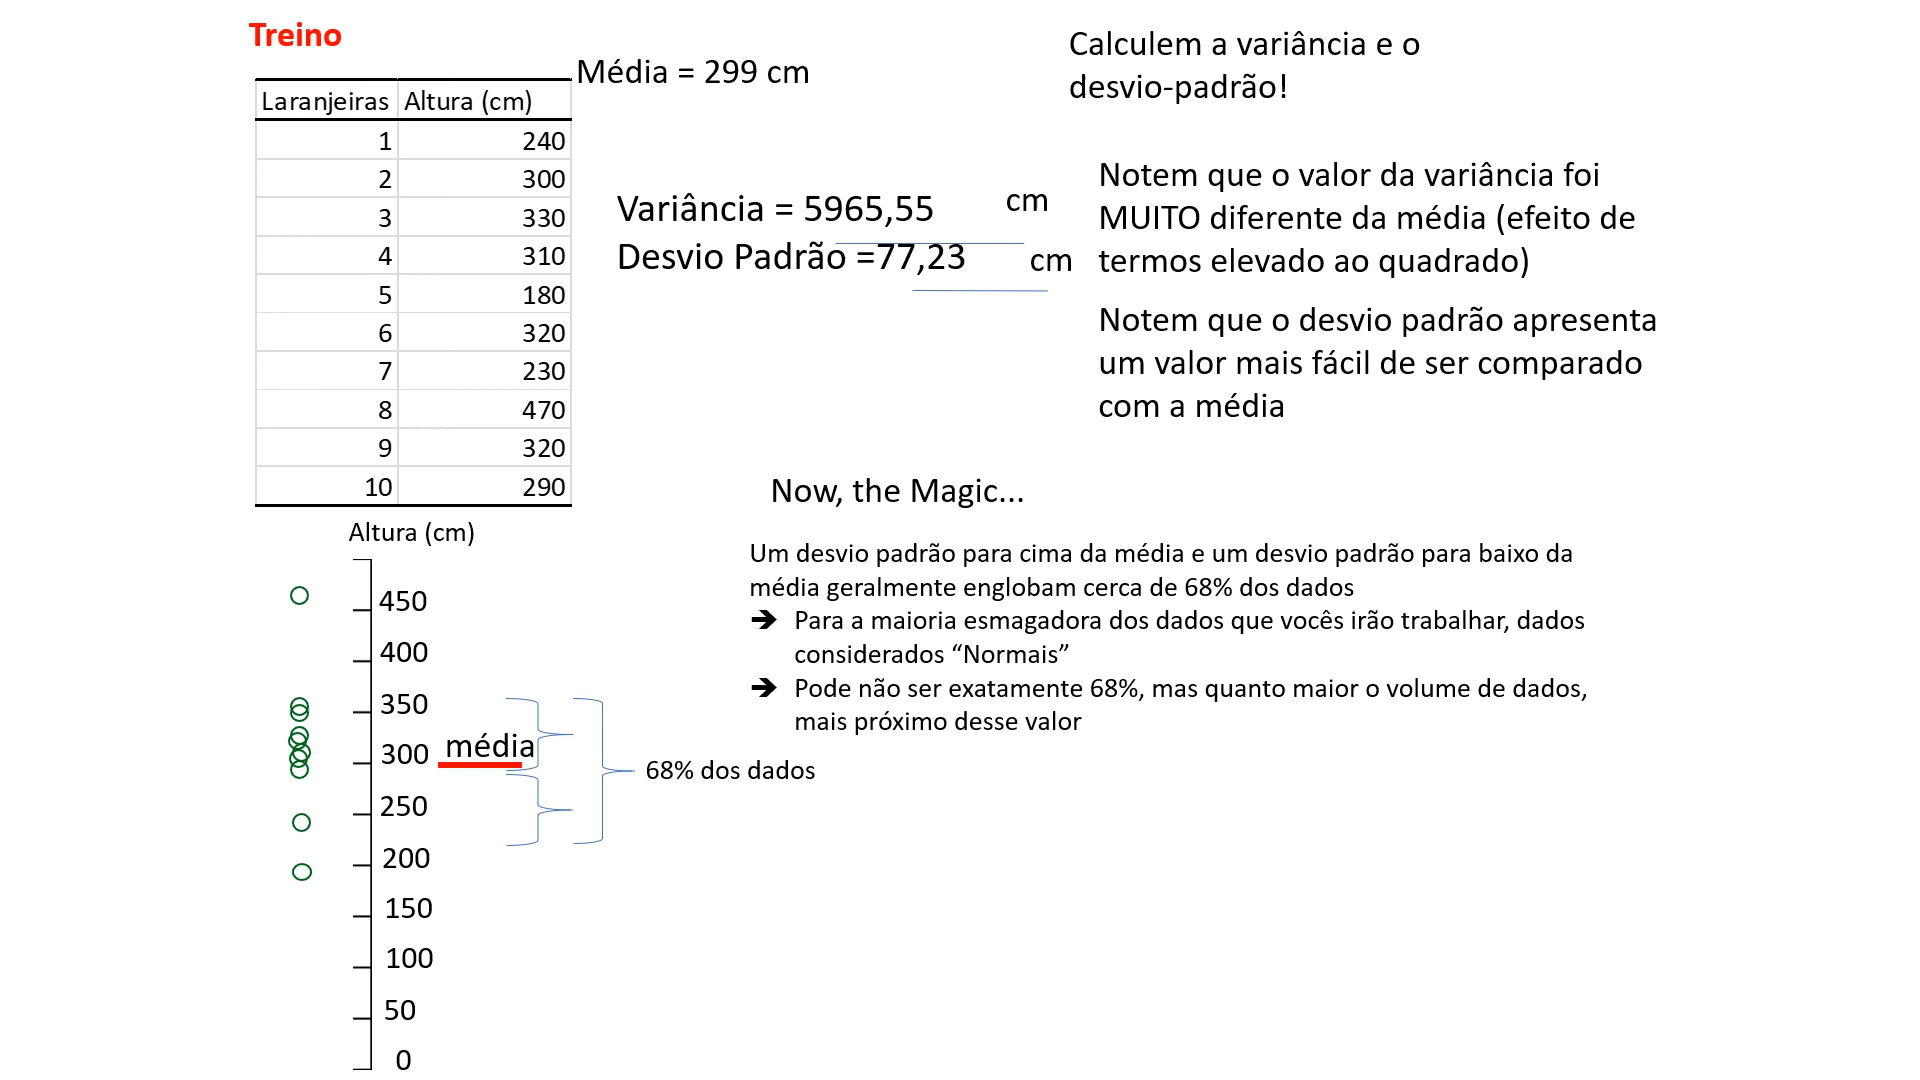 Treino
Média = 299 cm
Calculem a variância e o
desvio-padrão!
Laranjeiras Altura (cm)
1 240
2 300
3 330
4 310
5 180
6 320
7 230
8 470
9 320
10 290
Variância = 5965,55 cm
Desvio Padrão =77,23 cm
Notem que o valor da variância foi
MUITO diferente da média (efeito de
termos elevado ao quadrado)
Notem que o desvio padrão apresenta
um valor mais fácil de ser comparado
com a média
Now, the Magic...
Um desvio padrão para cima da média e um desvio padrão para baixo da
média geralmente englobam cerca de 68% dos dados
➔ Para a maioria esmagadora dos dados que vocês irão trabalhar, dados
considerados “Normais”
➔ Pode não ser exatamente 68%, mas quanto maior o volume de dados,
mais próximo desse valor
Altura (cm)
450
400
350
300 média
250
200
150
100
50
0
68% dos dados